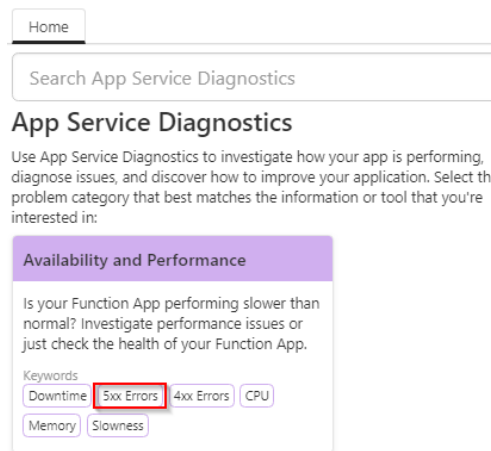 Home
Search App Service Diagnostics
App Service Diagnostics
Use App Service Diagnostics to investigate how your app is performing,
diagnose issues, and discover how to improve your application. Select th
problem category that best matches the information or tool that you're
interested in:
Availability and Performance
Is your Function App performing slower than
normal? Investigate performance issues or
just check the health of your Function App.
Keywords
Downtime 5xx Errors 4xx Errors CPU
Memory Slowness